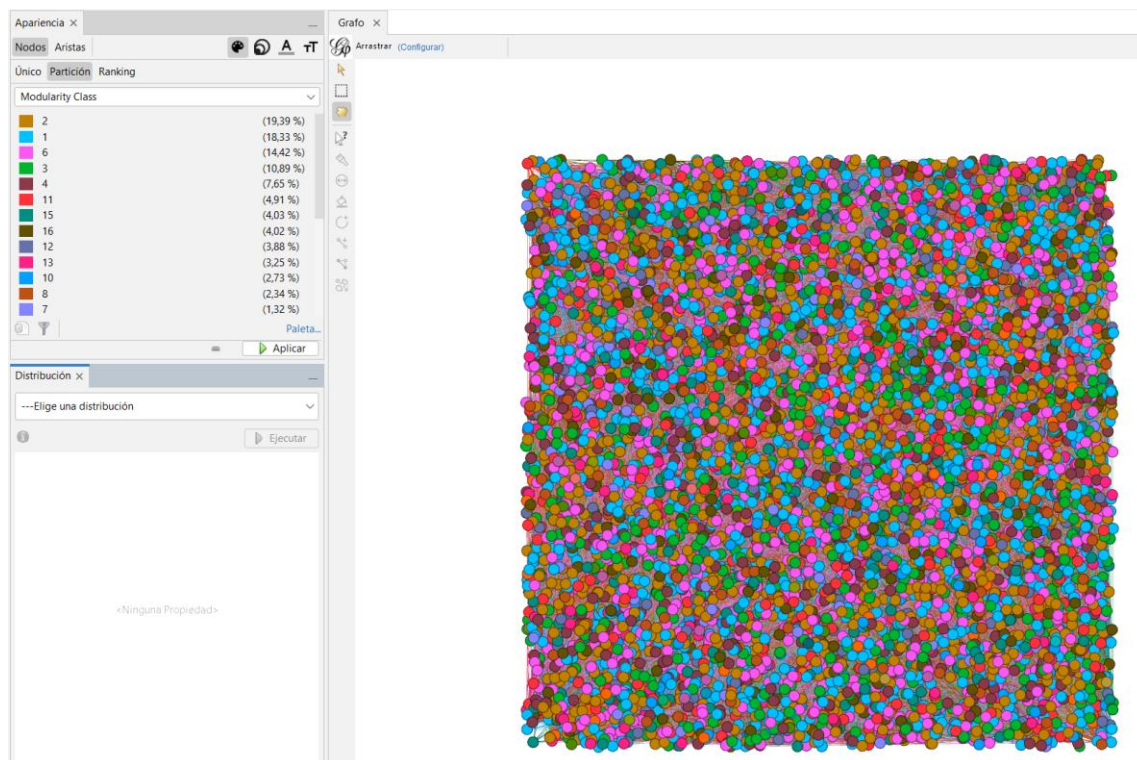 Apariencia ×
Nodos Aristas A TT
Único Partición Ranking
Modularity Class
2 (19,39 %)
1 (18,33 %)
6 (14,42 %)
3 (10,89 %)
4 (7,65 %)
11 (4,91 %)
15 (4,03 %)
16 (4,02 %)
12 (3,88 %)
13 (3,25 %)
10 (2,73 %)
8 (2,34 %)
7 (1,32 %)
Paleta...
Aplicar
Distribución ×
---Elige una distribución
Ejecutar
<Ninguna Propiedad>
Grafo ×
Arrastrar (Configurar)